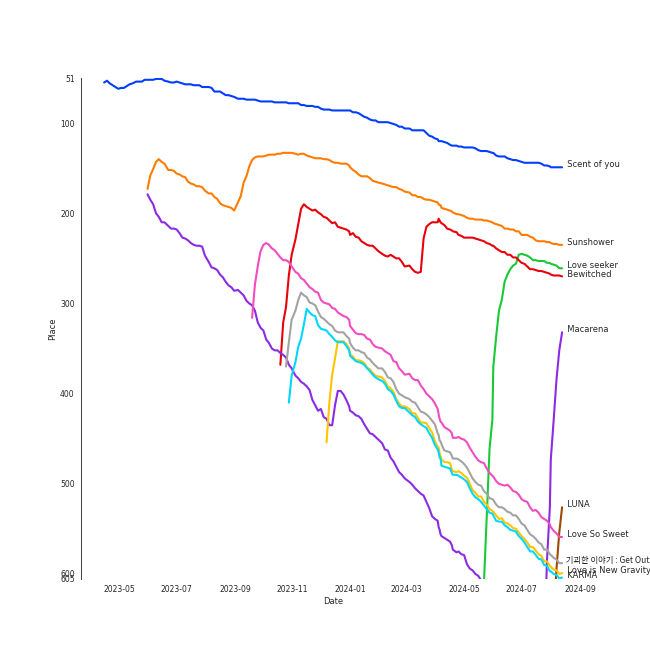 51
100
200
300
400
500
600
605
Place
Scent of you
Sunshower
Love seeker
Bewitched
Macarena
LUNA
Love So Sweet
기괴한 이야기 : Get Out
Love is New Gravity
KARMA
2023-05
2023-07
2023-09
2023-11
2024-01
2024-03
2024-05
2024-07
2024-09
Date